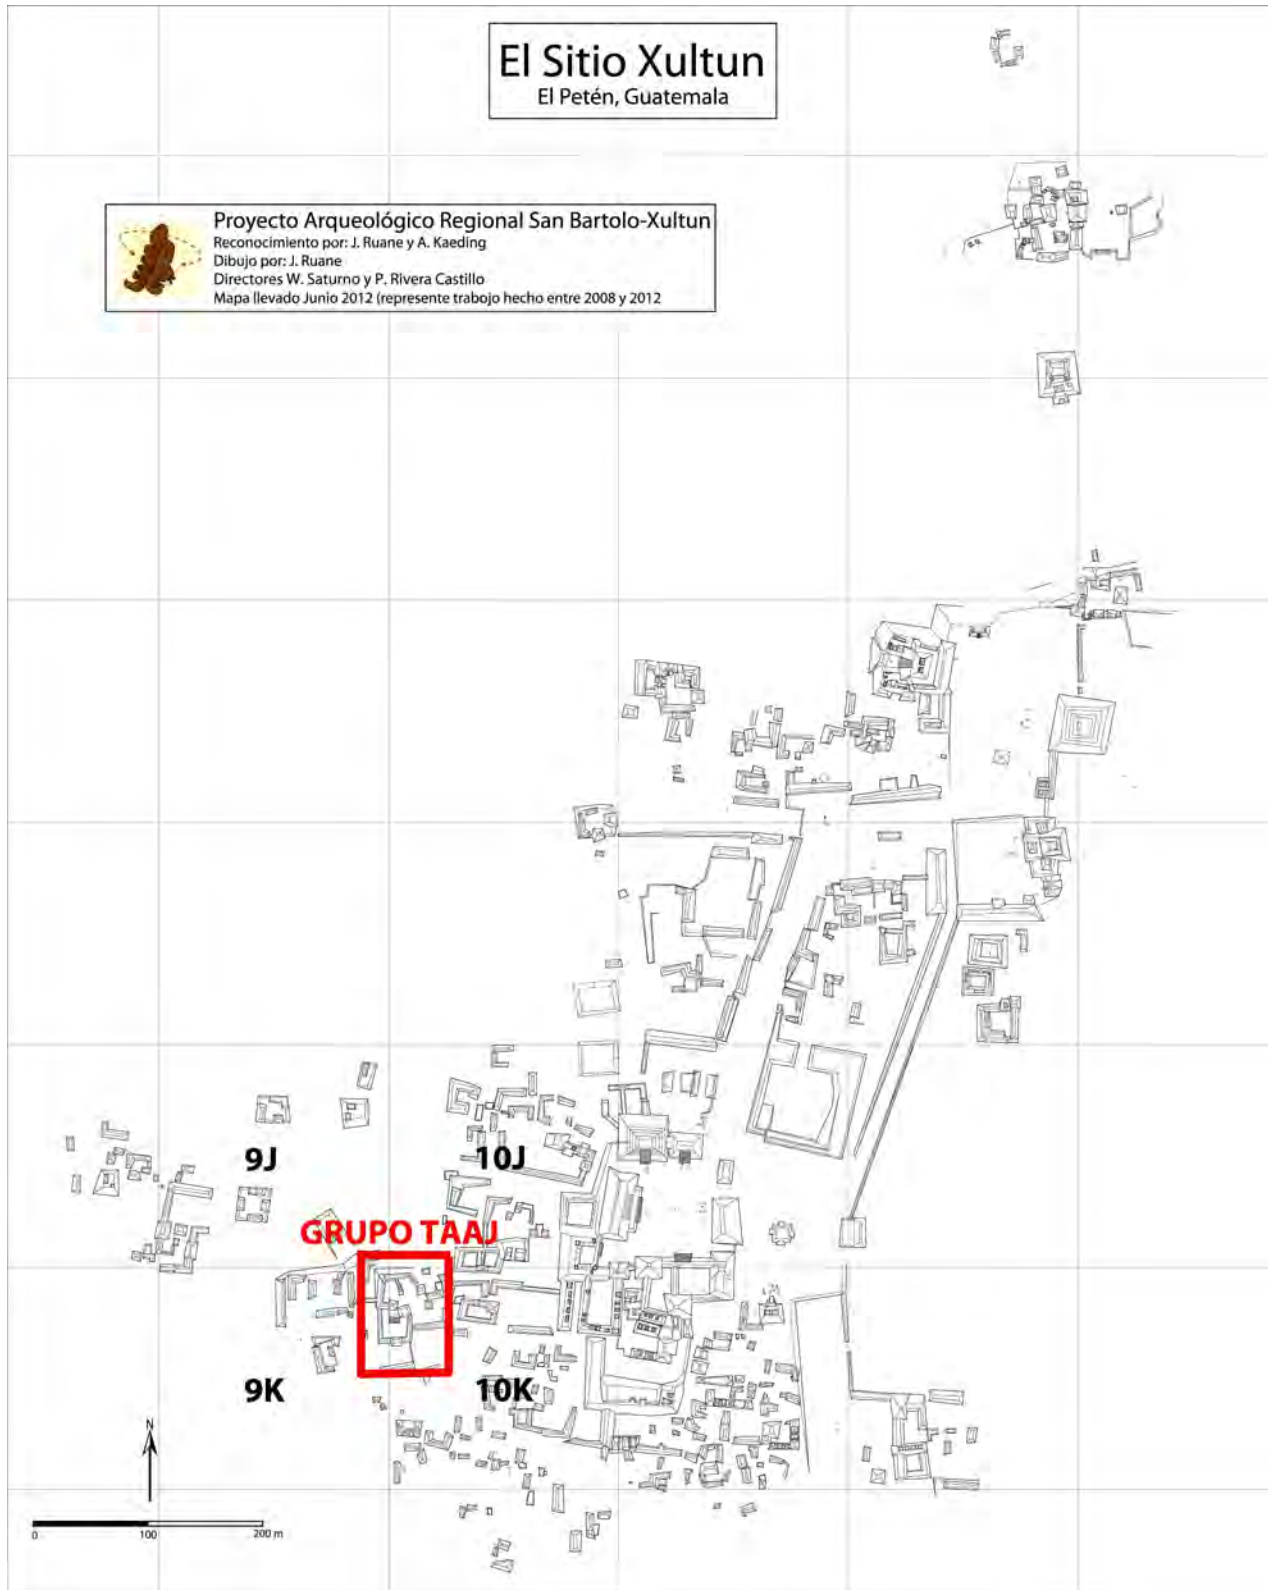 El Sitio Xultun
El Petén, Guatemala
Proyecto Arqueológico Regional San Bartolo-Xultun
Reconocimiento por: J. Ruane y A. Kaeding
Dibujo por: J. Ruane
Directores W. Saturno y P. Rivera Castillo
Mapa llevado Junio 2012 (represente trabajo hecho entre 2008 y 2012
9J
10J
GRUPO TAAJ
9K
10K
N
0 100 200 m